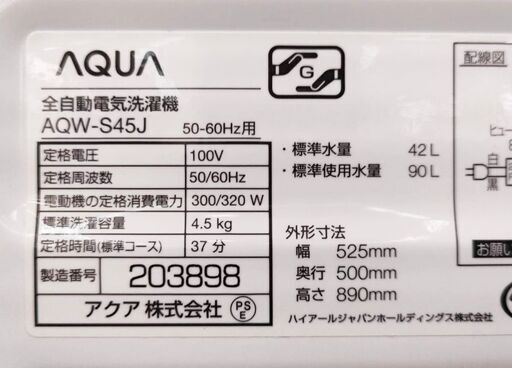 AQUA
G
全自動電気洗濯機
AQW-S45J 50-60Hz用
定格電圧 100V
定格周波数 50/60Hz
電動機の定格消費電力 300/320 W
標準洗濯容量 4.5 kg
定格時間(標準コース) 37 分
製造番号 203898
アクア 株式会社 PSE
・標準水量 42 L
・標準使用水量 90 L
外形寸法
幅 525mm
奥行 500mm
高さ 890mm
ハイアールジャパンホールディングス株式会社
配線図
ヒュー
白
黒
お願い